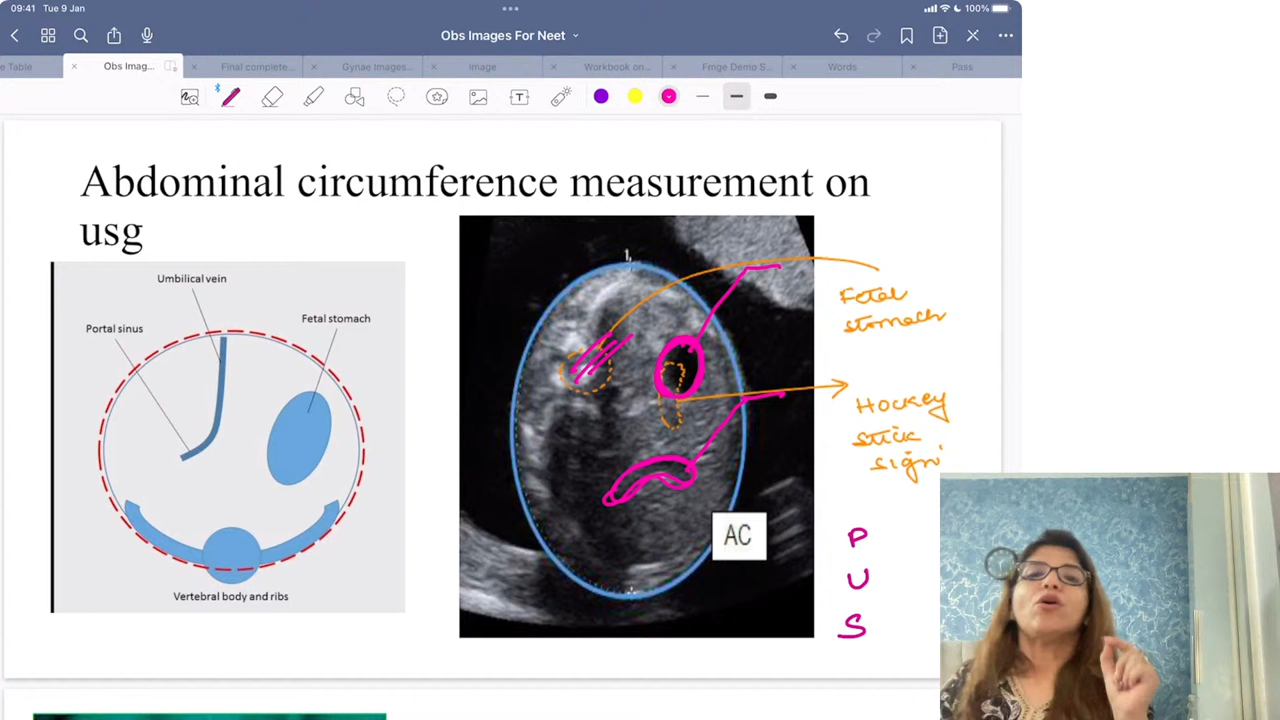 09:41 Tue 9 Jan
100%
Obs Images For Neet
e Table
Obs Imag...
Final complete...
Gynae Images...
Image
Workbook on...
Fmge Demo S...
Words
Pass
T
Abdominal circumference measurement on
usg
Umbilical vein
Portal sinus
Fetal stomach
Vertebral body and ribs
1
AC
Fetal
stomach
Hockey
stick
sign
P
U
S